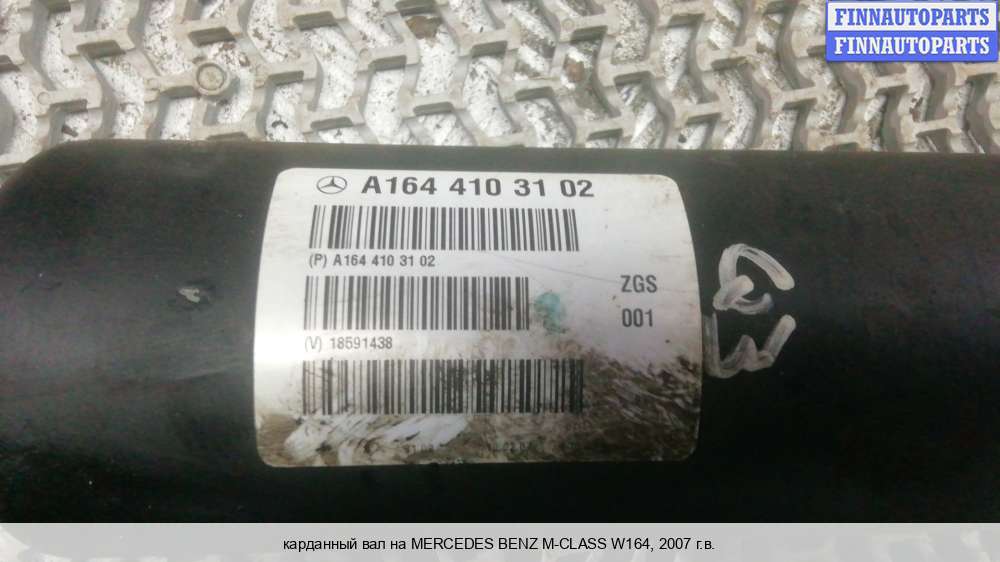 FINNAUTOPARTS
FINNAUTOPARTS
A164 410 31 02
(P) A164 410 31 02
ZGS
001
(V) 18591438
карданный вал на MERCEDES BENZ M-CLASS W164, 2007 г.в.